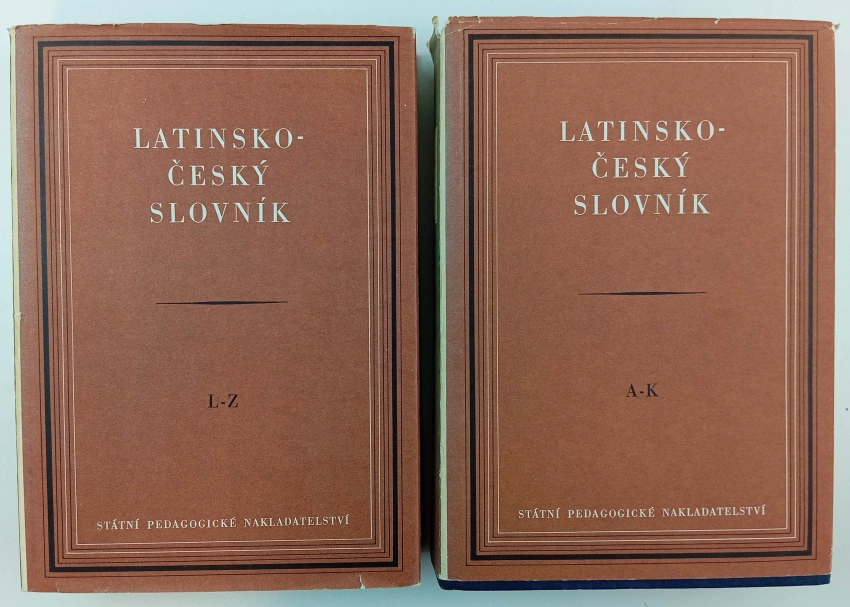 LATINSKO-
ČESKÝ
SLOVNÍK
L-Z
STÁTNÍ PEDAGOGICKÉ NAKLADATELSTVÍ
LATINSKO-
ČESKÝ
SLOVNÍK
A-K
STÁTNÍ PEDAGOGICKÉ NAKLADATELSTVÍ